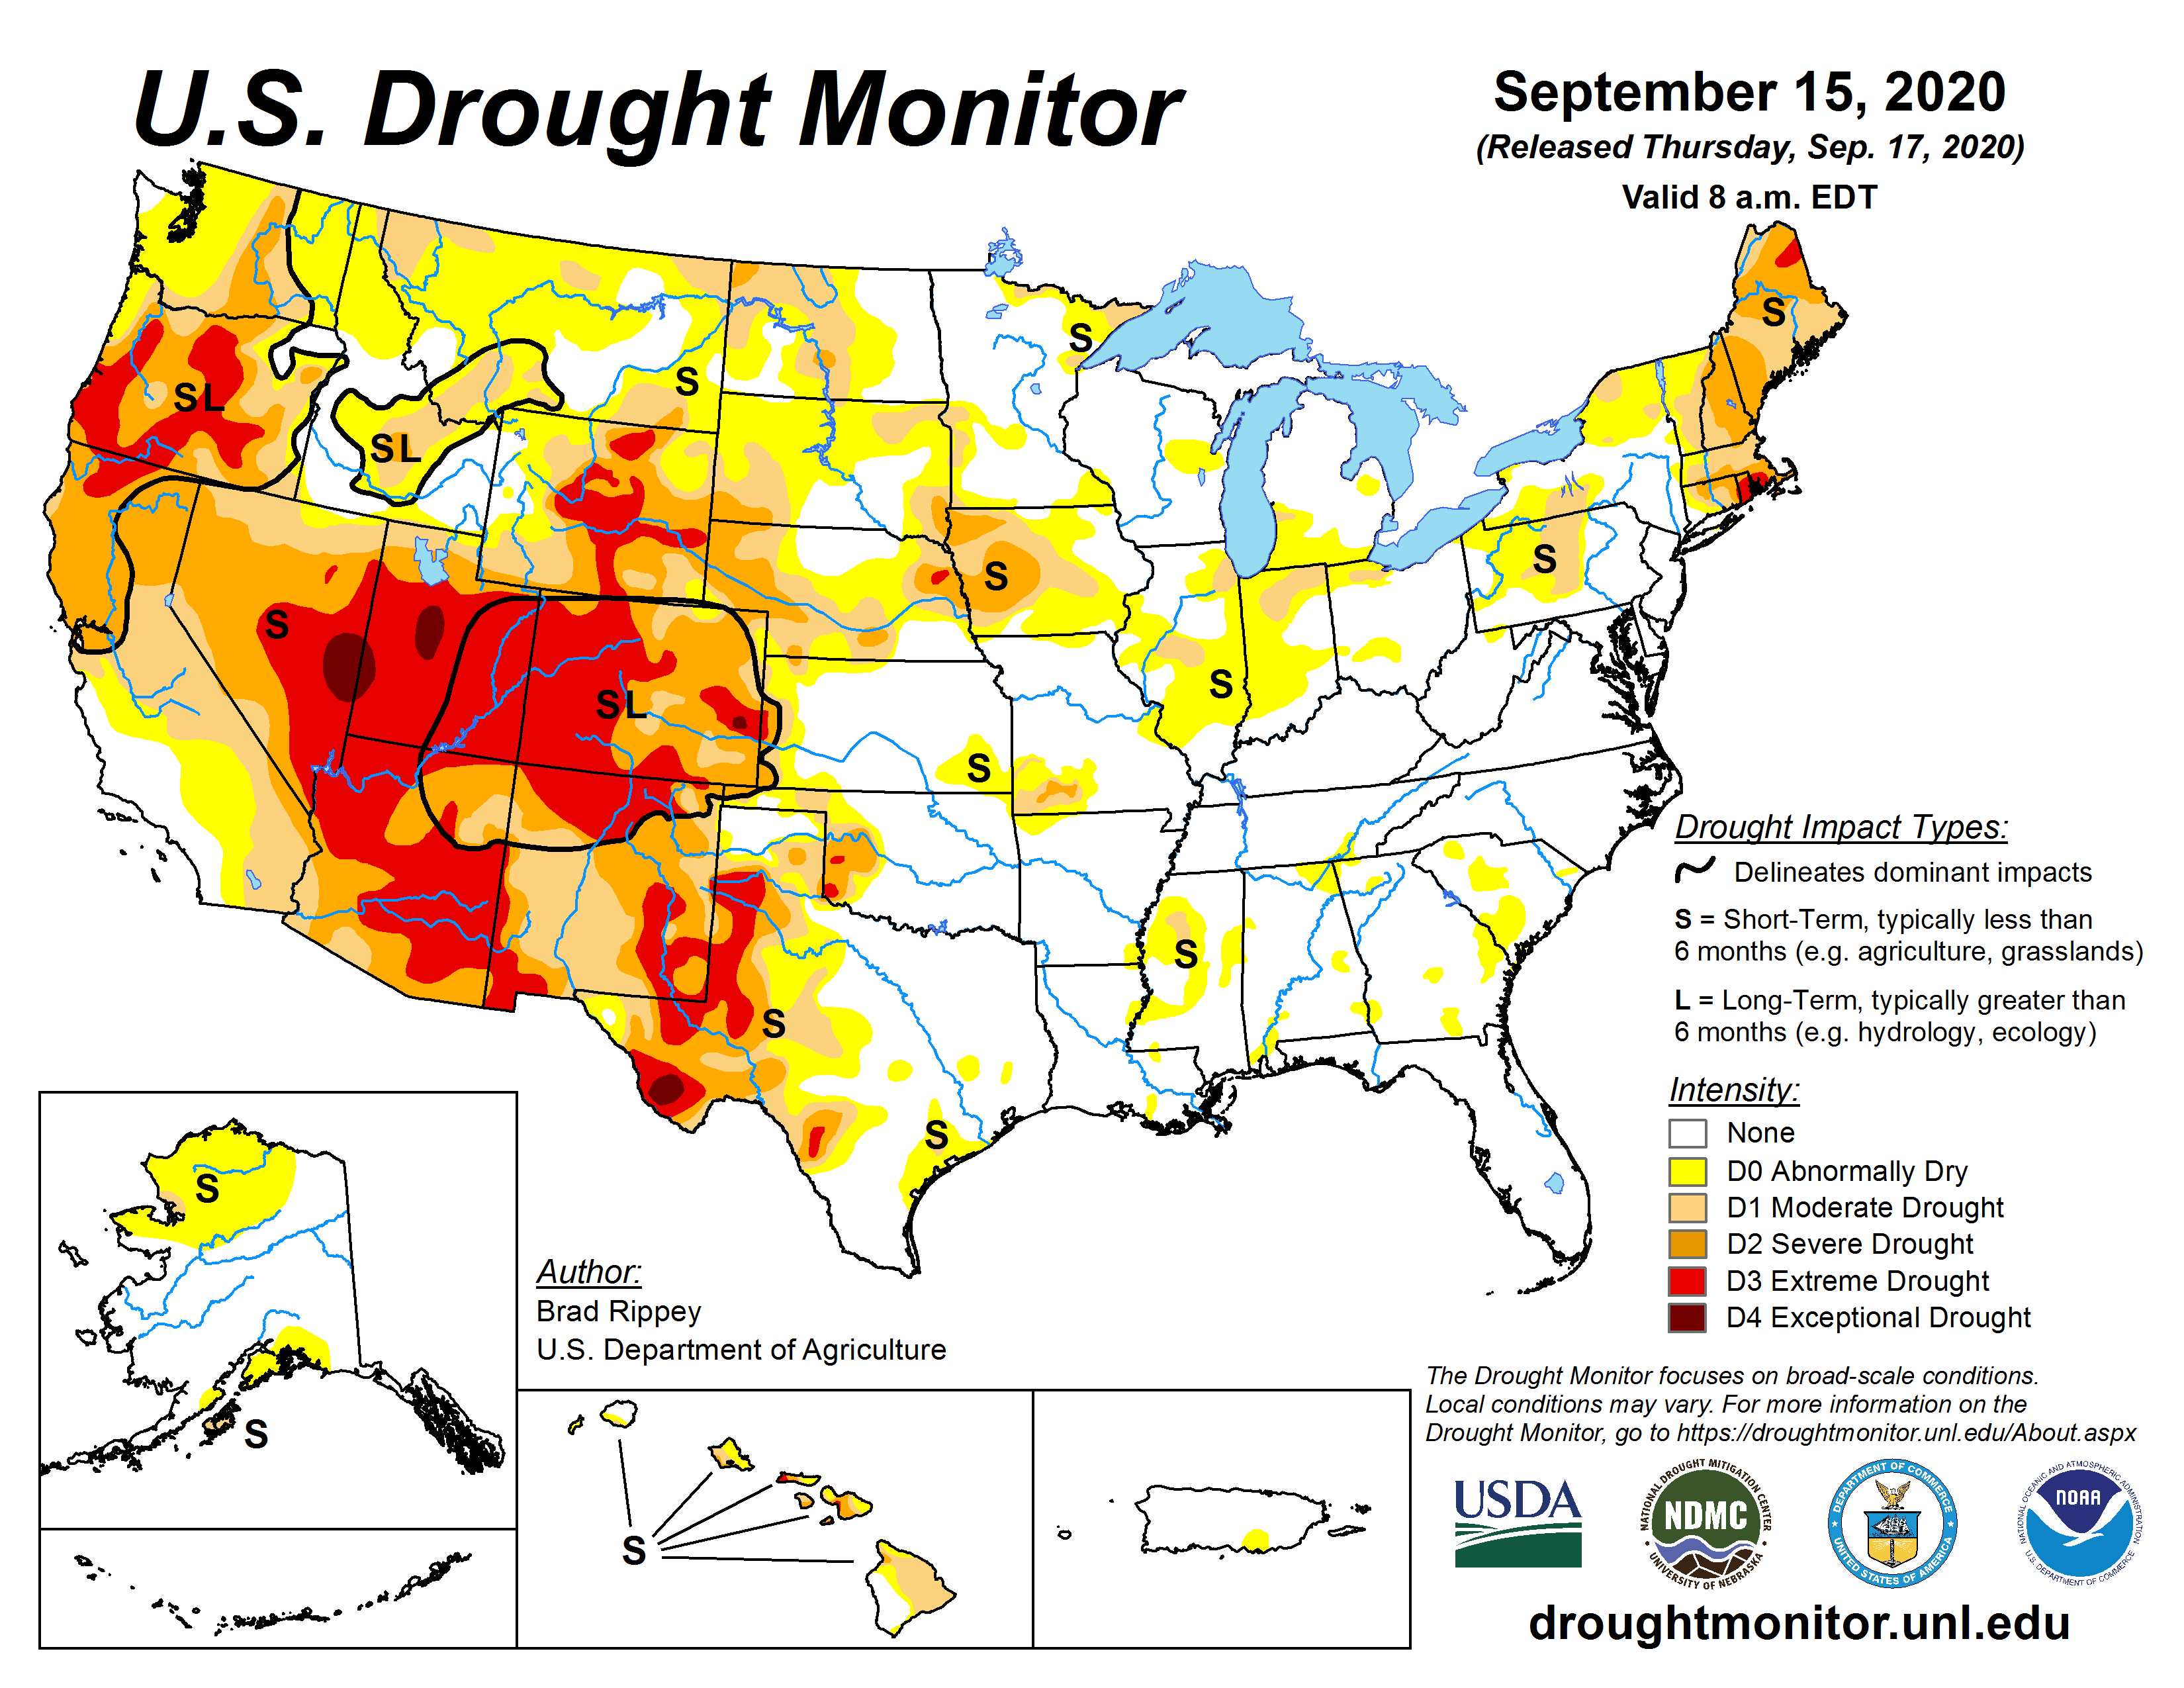 U.S. Drought Monitor
September 15, 2020
(Released Thursday, Sep. 17, 2020)
Valid 8 a.m. EDT
S
S
S
SL
SL
S
S
S
S
SL
S
S
S
S
S
Drought Impact Types:
Delineates dominant impacts
S = Short-Term, typically less than
6 months (e.g. agriculture, grasslands)
L = Long-Term, typically greater than
6 months (e.g. hydrology, ecology)
Intensity:
None
D0 Abnormally Dry
D1 Moderate Drought
D2 Severe Drought
D3 Extreme Drought
D4 Exceptional Drought
S
S
Author:
Brad Rippey
U.S. Department of Agriculture
S
The Drought Monitor focuses on broad-scale conditions.
Local conditions may vary. For more information on the
Drought Monitor, go to https://droughtmonitor.unl.edu/About.aspx
USDA
NATIONAL DROUGHT MITIGATION CENTER
NDMC
UNIVERSITY OF NEBRASKA
DEPARTMENT OF COMMERCE
UNITED STATES OF AMERICA
NATIONAL OCEANIC AND ATMOSPHERIC ADMINISTRATION
NOAA
U.S. DEPARTMENT OF COMMERCE
droughtmonitor.unl.edu